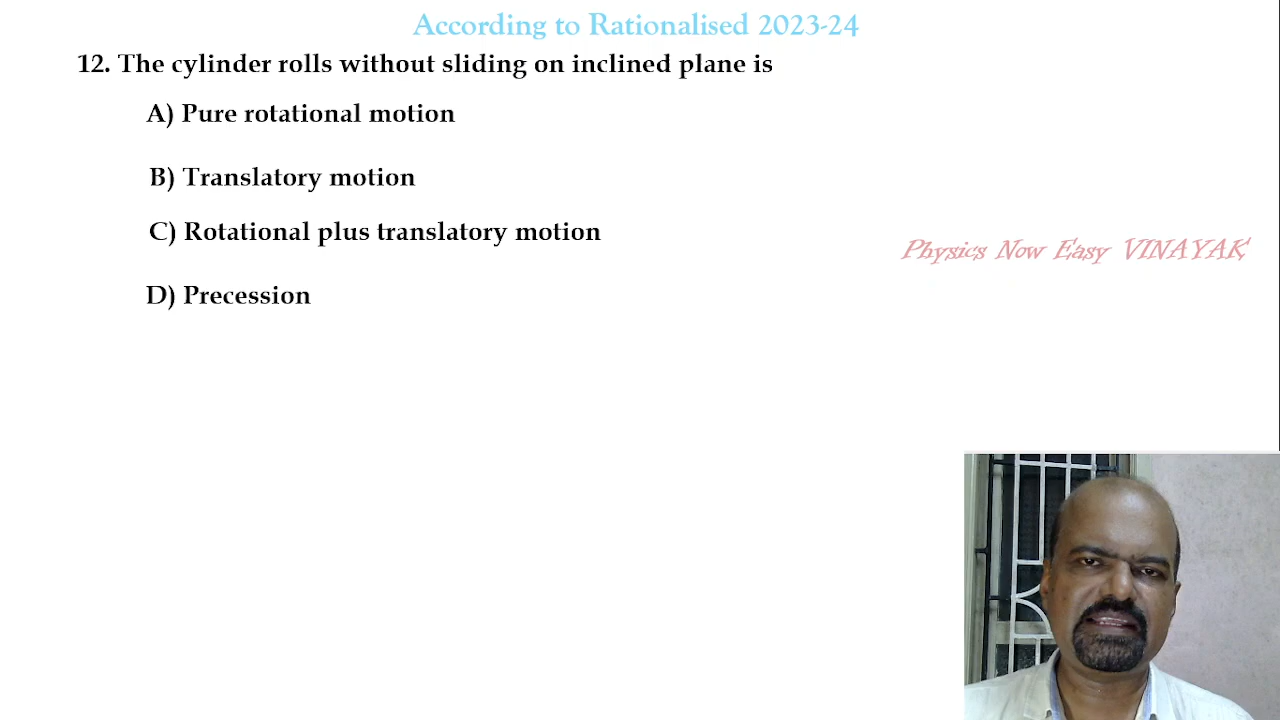 According to Rationalised 2023-24
12. The cylinder rolls without sliding on inclined plane is
A) Pure rotational motion
B) Translatory motion
C) Rotational plus translatory motion
Physics Now Easy VINAYAK
D) Precession